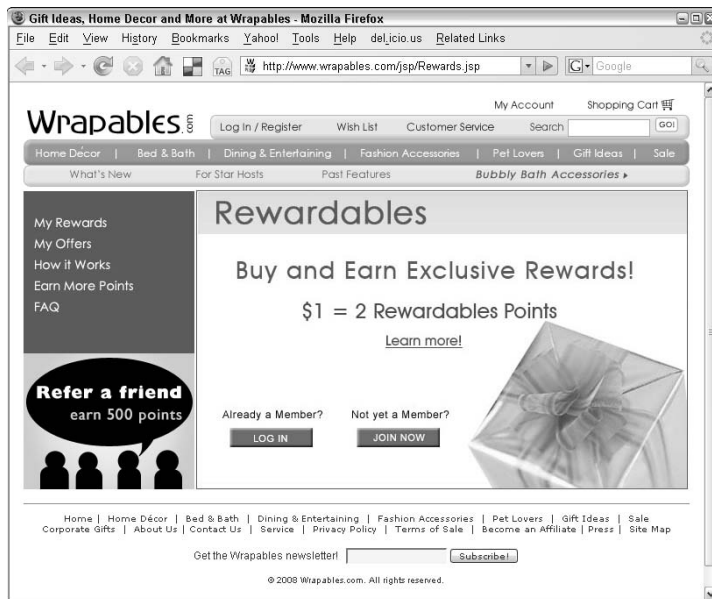 Gift Ideas, Home Decor and More at Wrapables - Mozilla Firefox
File Edit View History Bookmarks Yahoo! Tools Help del.icio.us Related Links
TAG http://www.wrapables.com/jsp/Rewards.jsp G Google
My Account Shopping Cart
Wrapables.com
Log In / Register Wish List Customer Service Search GO!
Home Décor | Bed & Bath | Dining & Entertaining | Fashion Accessories | Pet Lovers | Gift Ideas | Sale
What's New For Star Hosts Past Features Bubbly Bath Accessories
My Rewards
My Offers
How it Works
Earn More Points
FAQ
Refer a friend
earn 500 points
Rewardables
Buy and Earn Exclusive Rewards!
$1 = 2 Rewardables Points
Learn more!
Already a Member? Not yet a Member?
LOG IN JOIN NOW
Home | Home Décor | Bed & Bath | Dining & Entertaining | Fashion Accessories | Pet Lovers | Gift Ideas | Sale
Corporate Gifts | About Us | Contact Us | Service | Privacy Policy | Terms of Sale | Become an Affiliate | Press | Site Map
Get the Wrapables newsletter! Subscribe!
© 2008 Wrapables.com. All rights reserved.